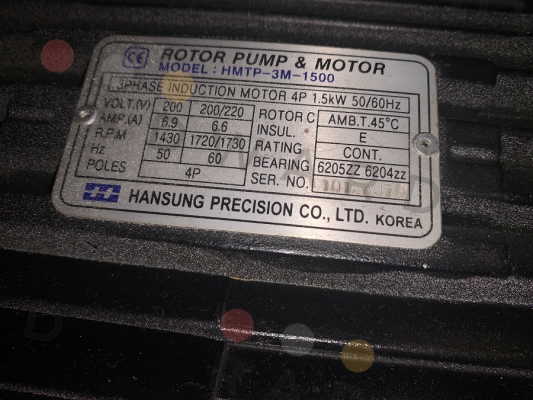 CE ROTOR PUMP & MOTOR
MODEL : HMTP-3M-1500
3PHASE INDUCTION MOTOR 4P 1.5kW 50/60Hz
VOLT.(V) 200 200/220 ROTOR C AMB.T.45°C
AMP.(A) 6.9 6.6 INSUL. E
R.P.M 1430 1720/1730 RATING CONT.
Hz 50 60 BEARING 6205ZZ 6204ZZ
POLES 4P SER. NO.
HANSUNG PRECISION CO., LTD. KOREA